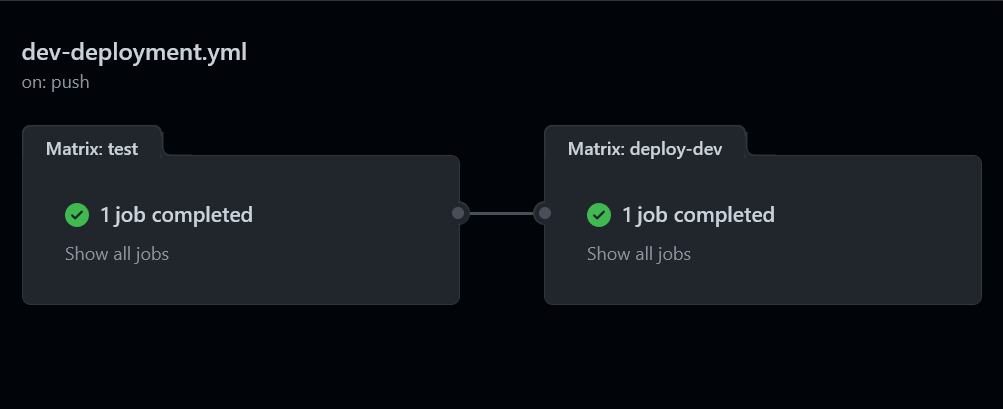 dev-deployment.yml
on: push
Matrix: test
1 job completed
Show all jobs
Matrix: deploy-dev
1 job completed
Show all jobs